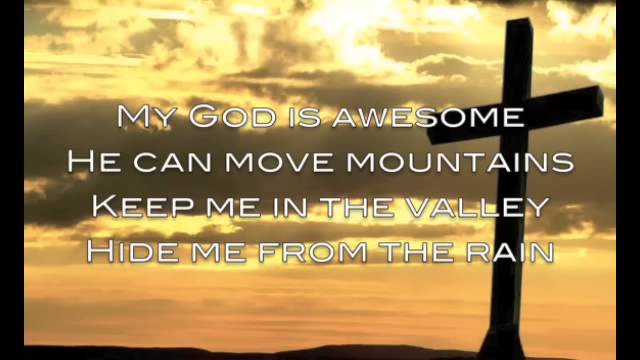 My God is awesome
He can move mountains
Keep me in the valley
Hide me from the rain